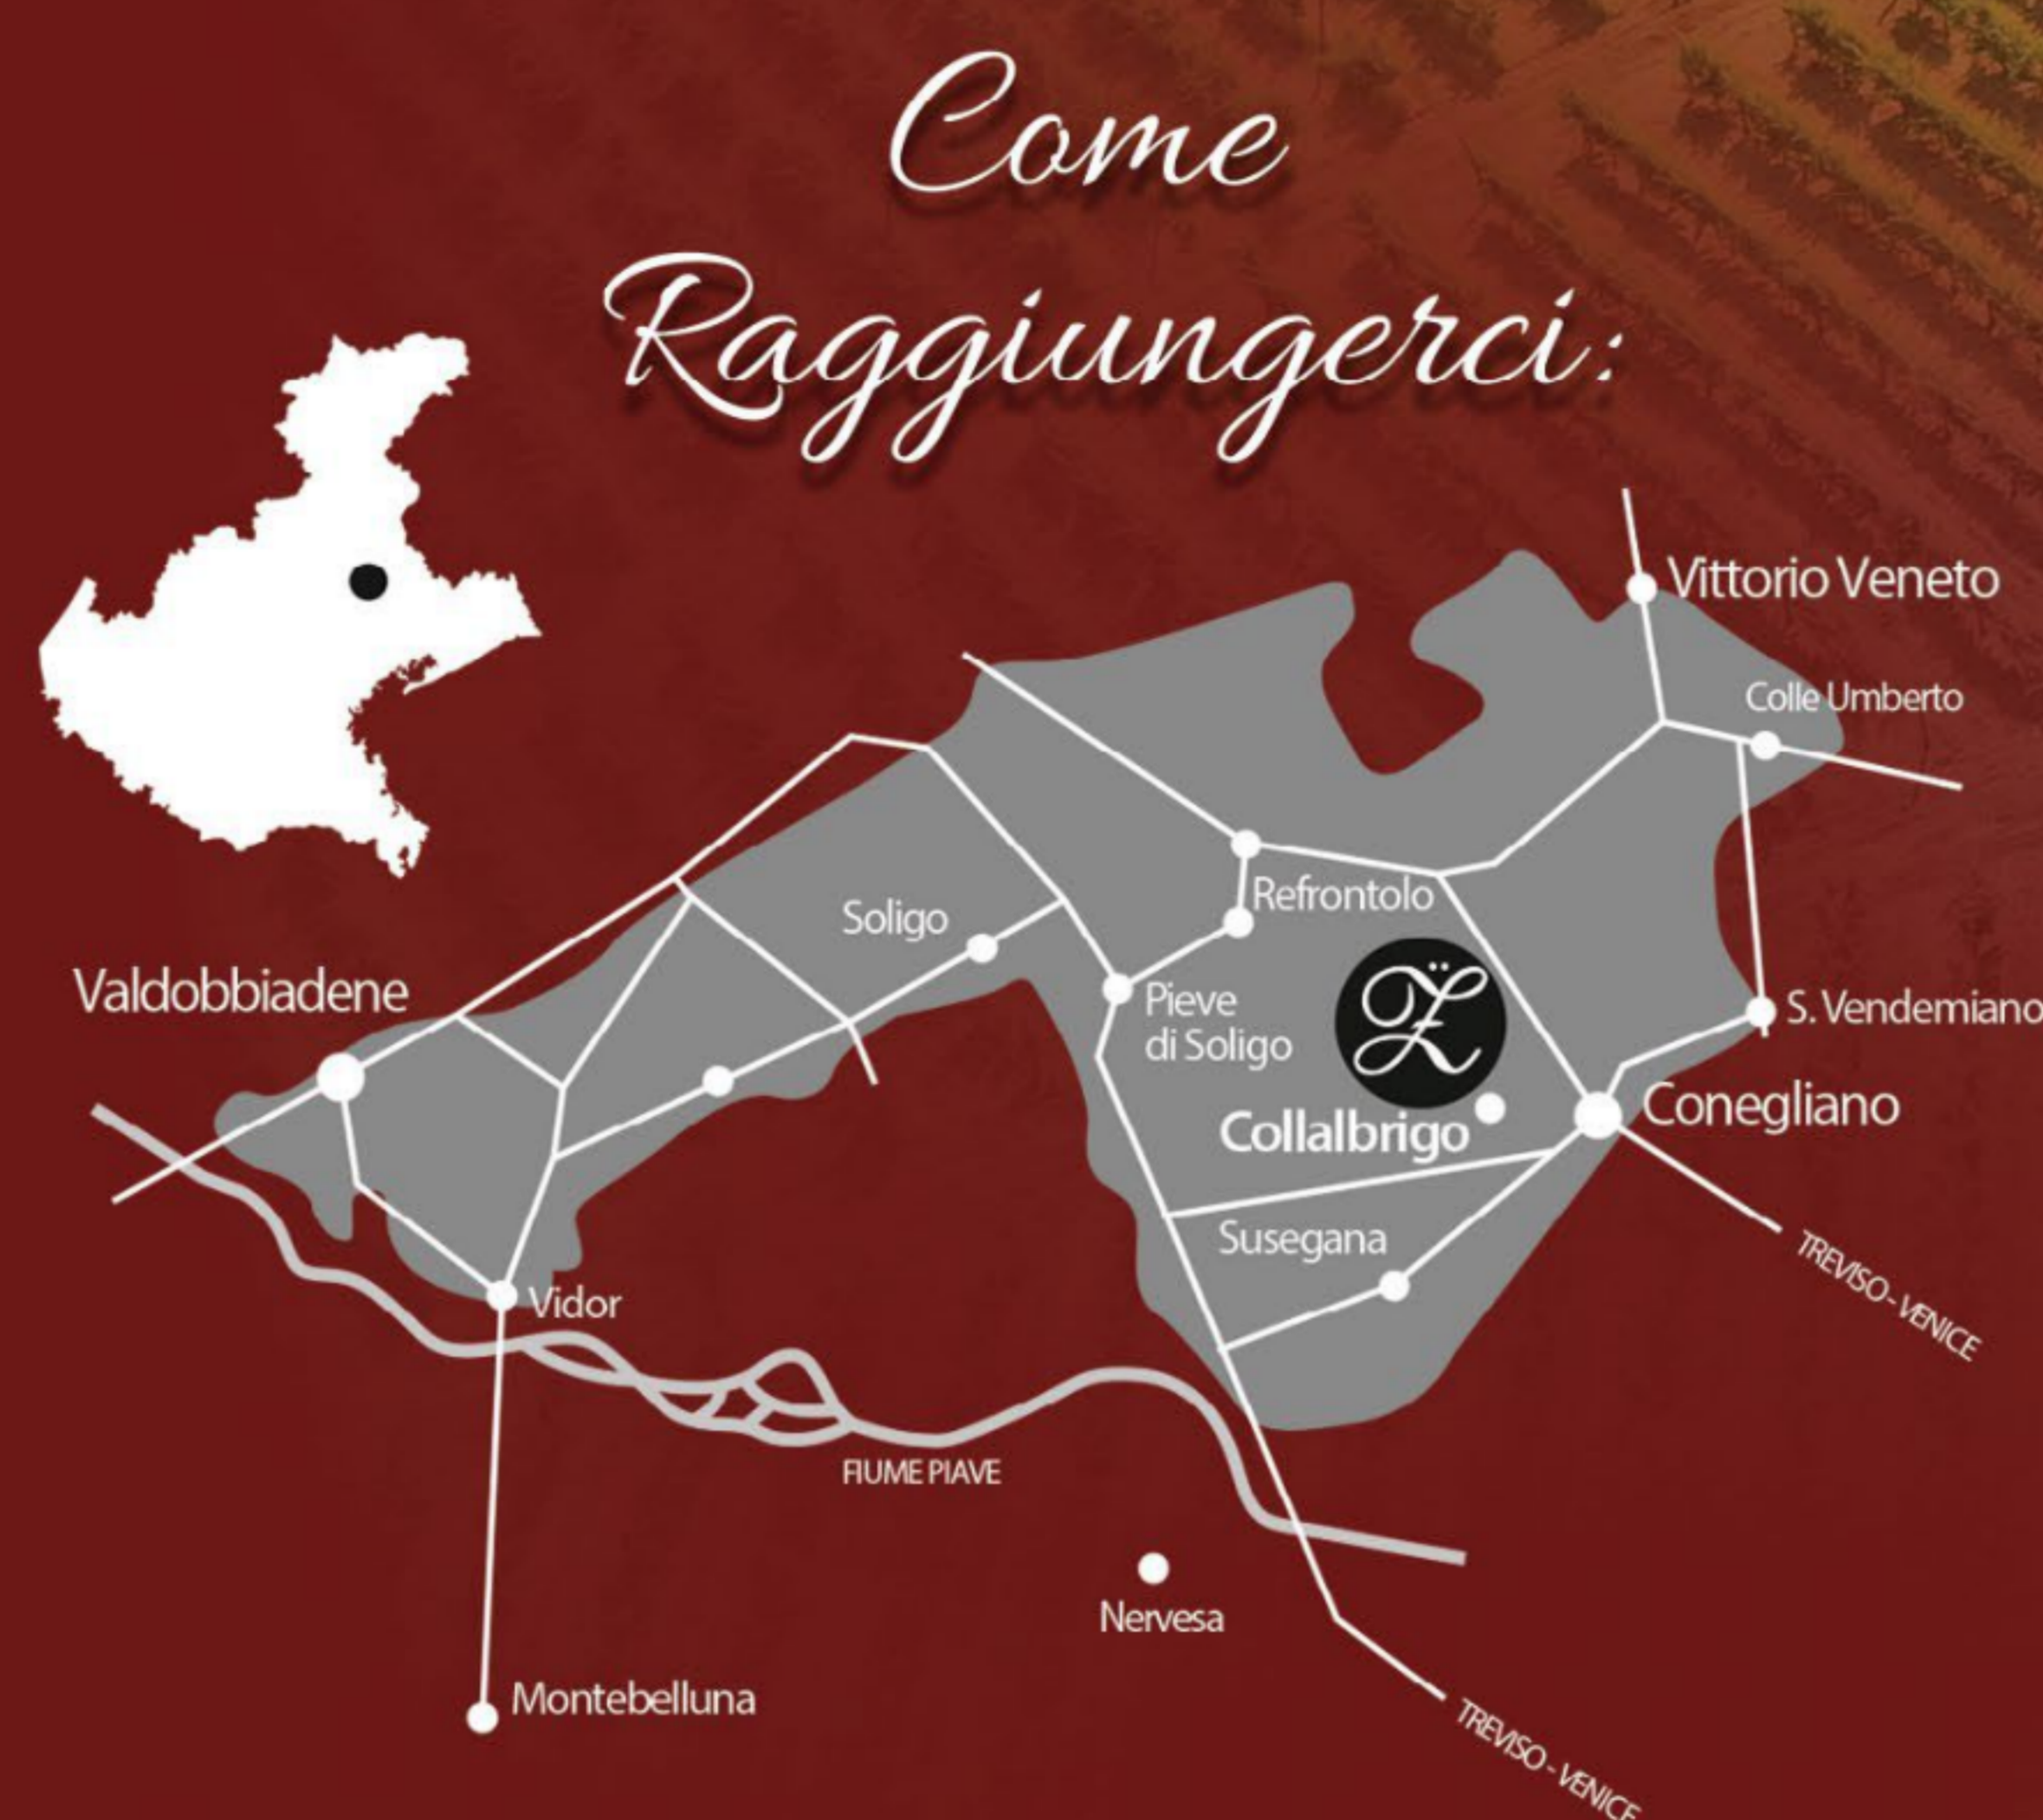 Come
Raggiungerci:
Vittorio Veneto
Colle Umberto
Refrontolo
Soligo
Valdobbiadene
Pieve
di Soligo
S. Vendemiano
Collalbrigo
Conegliano
Susegana
TREVISO - VENICE
Vidor
FIUME PIAVE
Nervesa
Montebelluna
TREVISO - VENICE